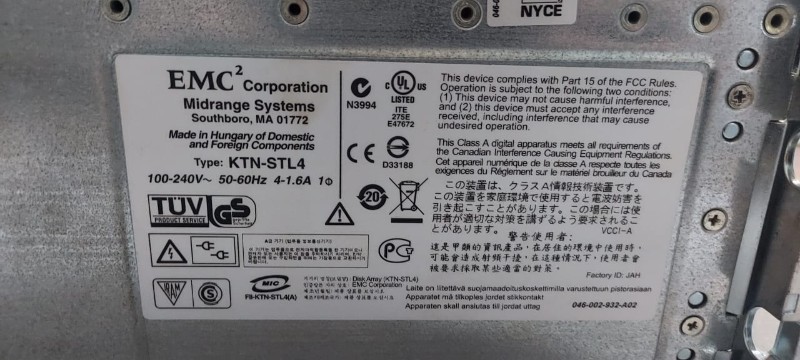 NYCE
EMC² Corporation
Midrange Systems
Southboro, MA 01772
Made in Hungary of Domestic
and Foreign Components
Type: KTN-STL4
100-240V~ 50-60Hz 4-1.6A 1Φ
TÜV
PRODUCT SERVICE
GS
N3994
C UL US
LISTED
ITE
275E
E47672
CE
D33188
20
This device complies with Part 15 of the FCC Rules.
Operation is subject to the following two conditions:
(1) This device may not cause harmful interference,
and (2) this device must accept any interference
received, including interference that may cause
undesired operation.
This Class A digital apparatus meets all requirements of
the Canadian Interference Causing Equipment Regulations.
Cet appareil numérique de la classe A respecte toutes les
exigences du Règlement sur le matériel brouilleur du Canada
この装置は、クラスA情報技術装置です。
この装置を家庭環境で使用すると電波妨害を
引き起こすことがあります。この場合には使
用者が適切な対策を講ずるよう要求されるこ
とがあります。 VCCI-A
警告使用者:
這是甲類的資訊產品，在居住的環境中使用時，
可能會造成射頻干擾，在這種情況下，使用者會
被要求採取某些適當的對策。
Factory ID: JAH
A급 기기
MIC
F9-KTN-STL4(A)
Disk Array (KTN-STL4)
EMC Corporation
Laite on liitettävä suojamaadoituskoskettimilla varustettuun pistorasiaan
Apparatet må tilkoples jordet stikkontakt
Apparaten skall anslutas till jordat uttag
046-002-932-A02